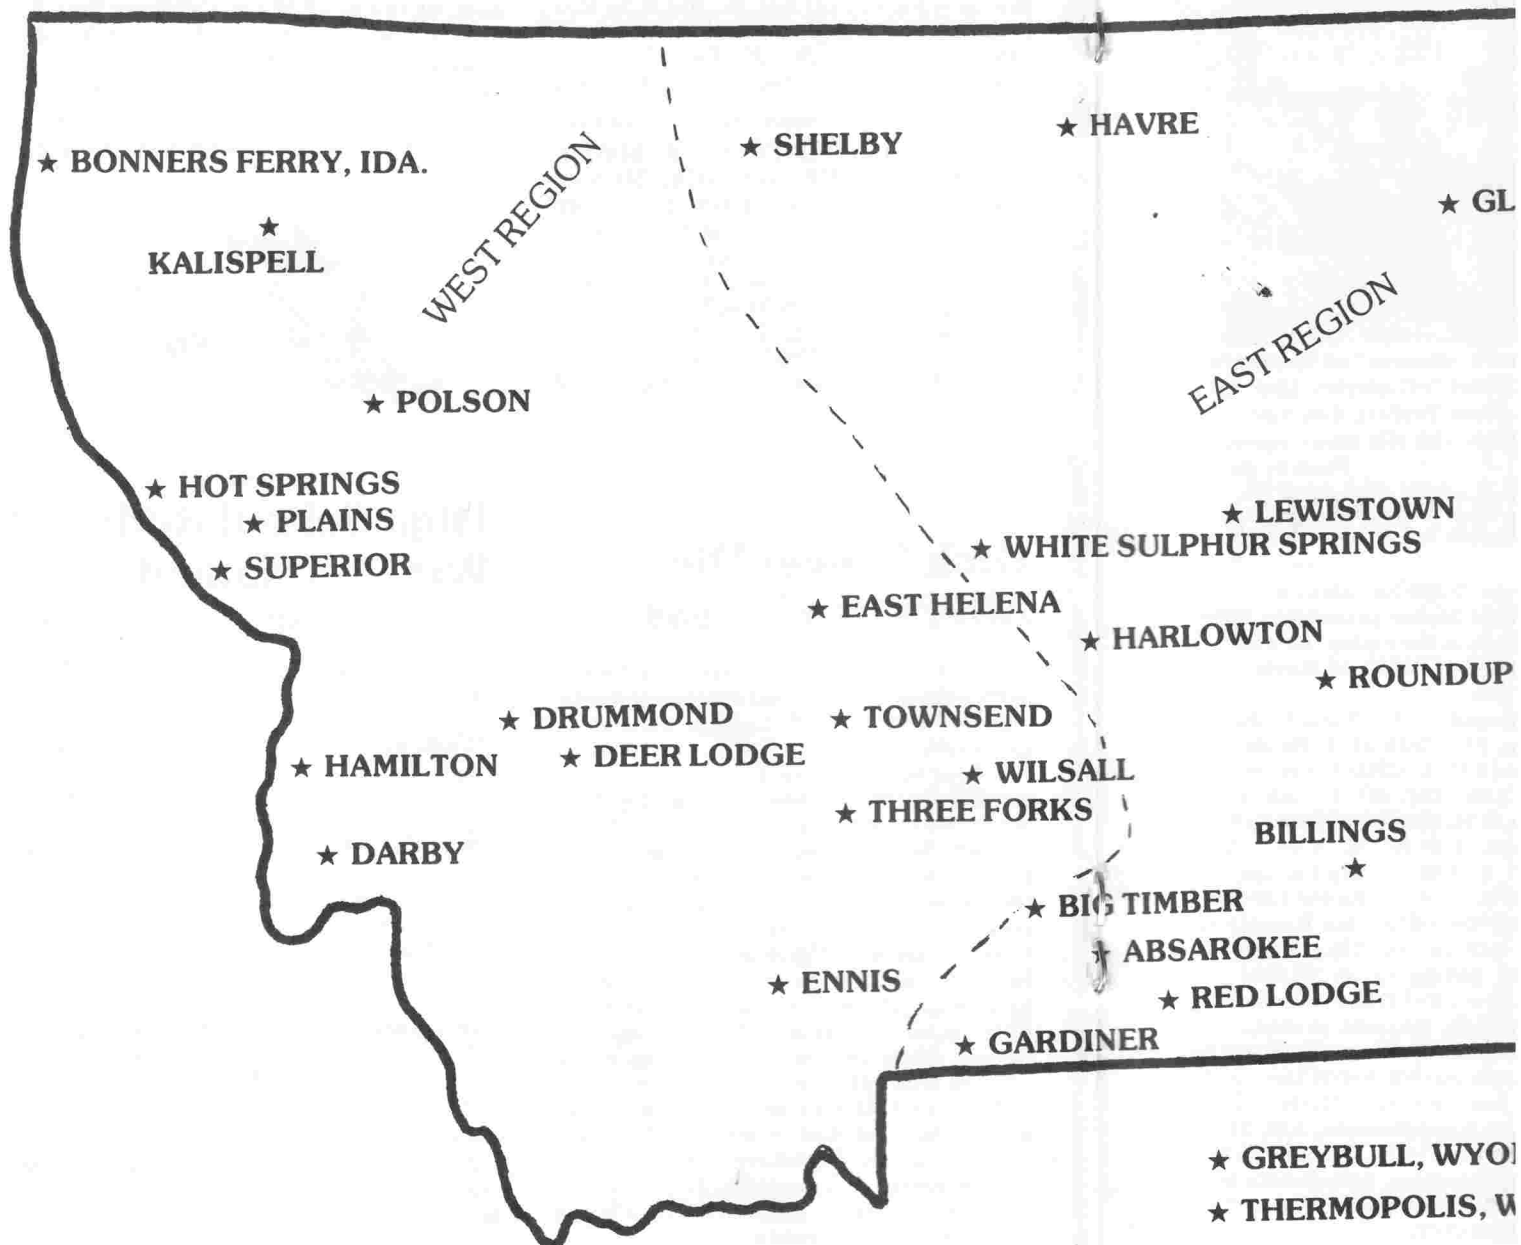 HAVRE
SHELBY
BONNERS FERRY, IDA.
WEST REGION
GL
KALISPELL
EAST REGION
POLSON
HOT SPRINGS
LEWISTOWN
PLAINS
WHITE SULPHUR SPRINGS
SUPERIOR
EAST HELENA
HARLOWTON
ROUNDUP
DRUMMOND
TOWNSEND
DEER LODGE
HAMILTON
WILSALL
THREE FORKS
BILLINGS
DARBY
BIG TIMBER
ABSAROKEE
ENNIS
RED LODGE
GARDINER
GREYBULL, WYO
THERMOPOLIS, W